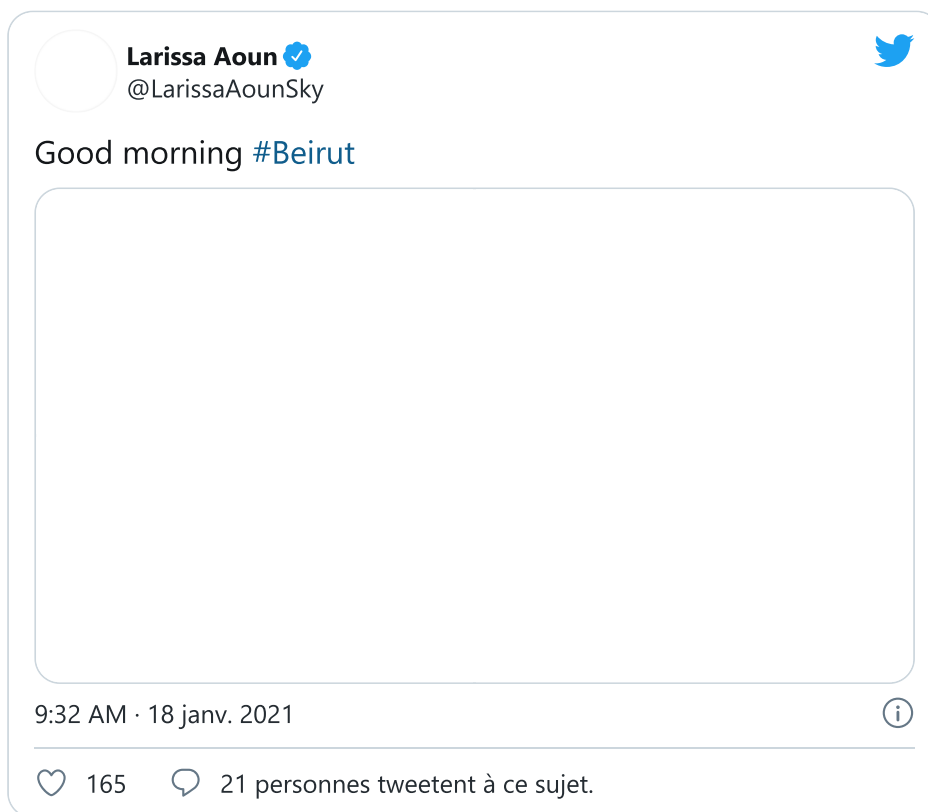 Larissa Aoun
@LarissaAounSky
Good morning #Beirut
9:32 AM · 18 janv. 2021
165 21 personnes tweetent à ce sujet.